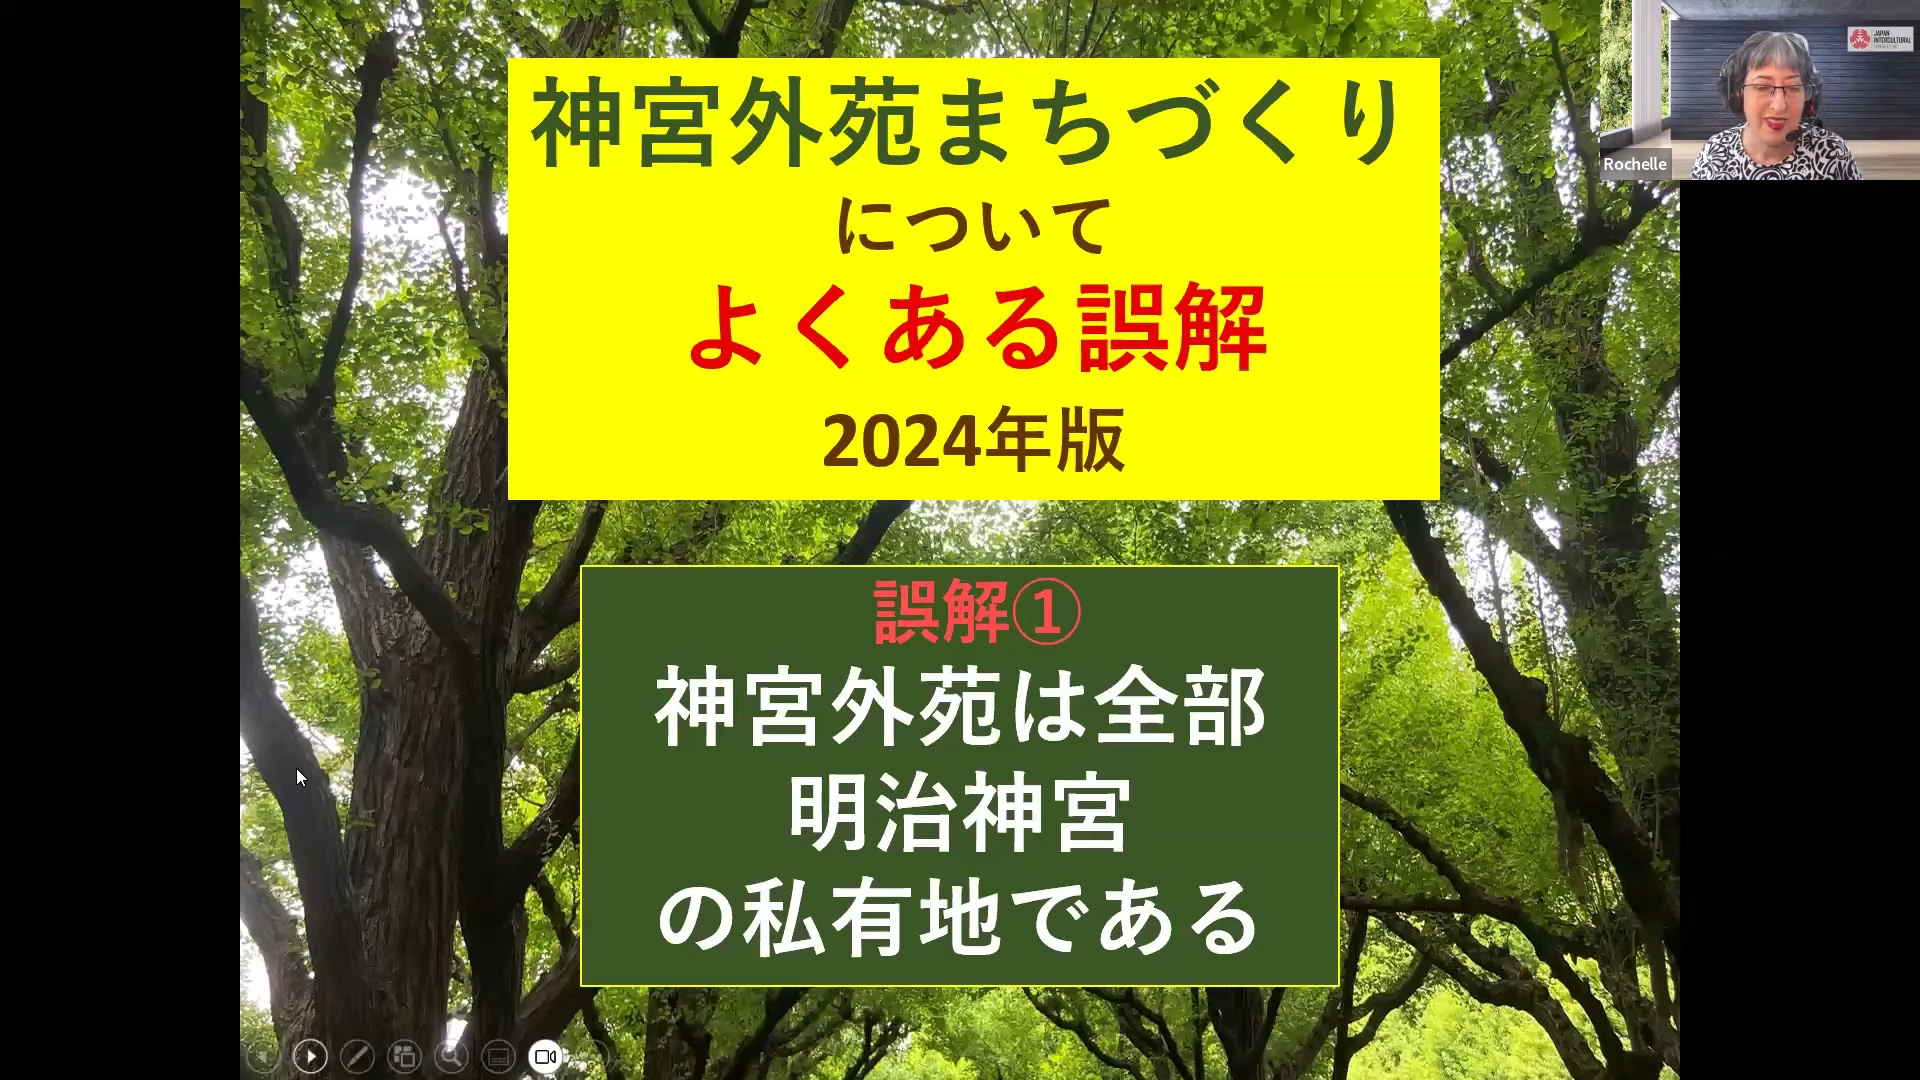 神宮外苑まちづくり
について
よくある誤解
2024年版
誤解①
神宮外苑は全部
明治神宮
の私有地である
Rochelle
JAPAN
INTERCULTURAL